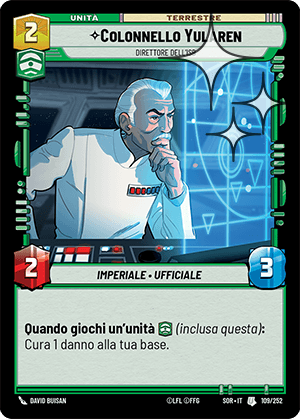 UNITÀ
TERRESTRE
2
✧COLONNELLO YULAREN
DIRETTORE DELL'ISB
2
IMPERIALE • UFFICIALE
3
Quando giochi un'unità (inclusa questa):
Cura 1 danno alla tua base.
DAVID BUISAN
©LFL ©FFG
SOR • IT
109/252